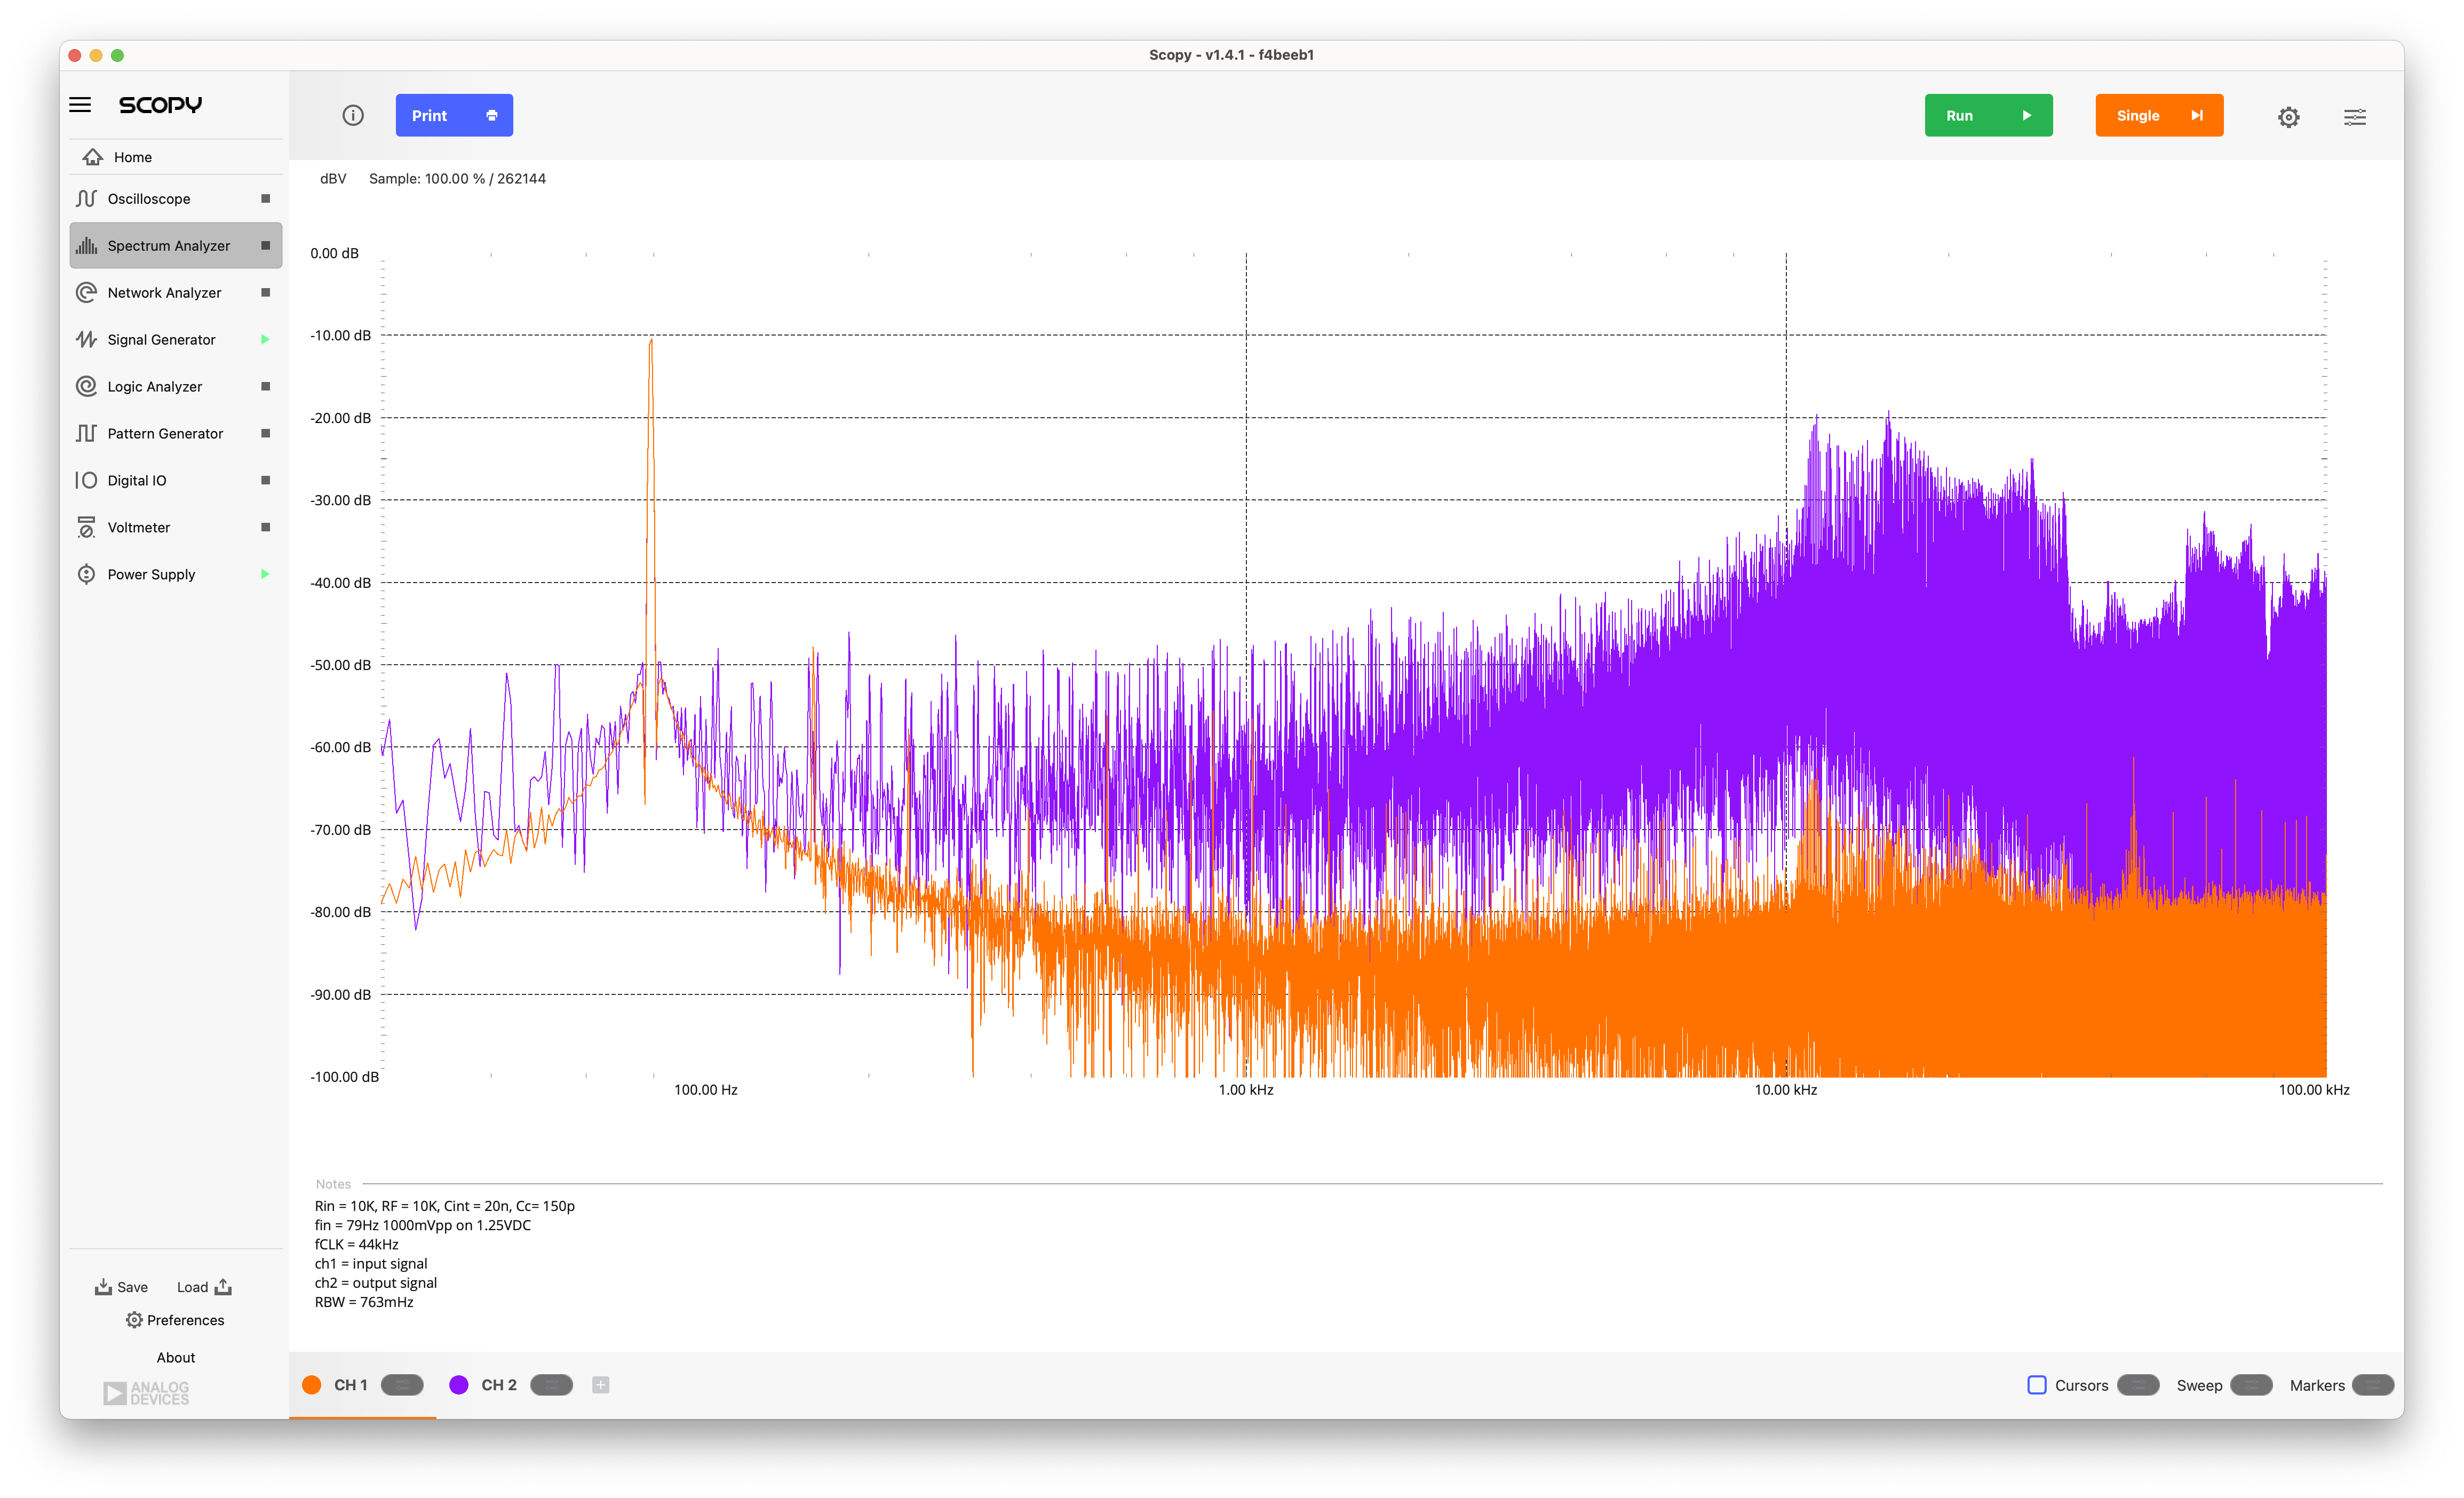 Scopy - v1.4.1 - f4beeb1
SCOPY
Print
Run
Single
Home
Oscilloscope
Spectrum Analyzer
Network Analyzer
Signal Generator
Logic Analyzer
Pattern Generator
Digital IO
Voltmeter
Power Supply
dBV Sample: 100.00 % / 262144
0.00 dB
-10.00 dB
-20.00 dB
-30.00 dB
-40.00 dB
-50.00 dB
-60.00 dB
-70.00 dB
-80.00 dB
-90.00 dB
-100.00 dB
100.00 Hz 1.00 kHz 10.00 kHz 100.00 kHz
Notes
Rin = 10K, RF = 10K, Cint = 20n, Cc= 150p
fin = 79Hz 1000mVpp on 1.25VDC
fCLK = 44kHz
ch1 = input signal
ch2 = output signal
RBW = 763mHz
Save Load
Preferences
About
ANALOG
DEVICES
CH 1 CH 2 Cursors Sweep Markers